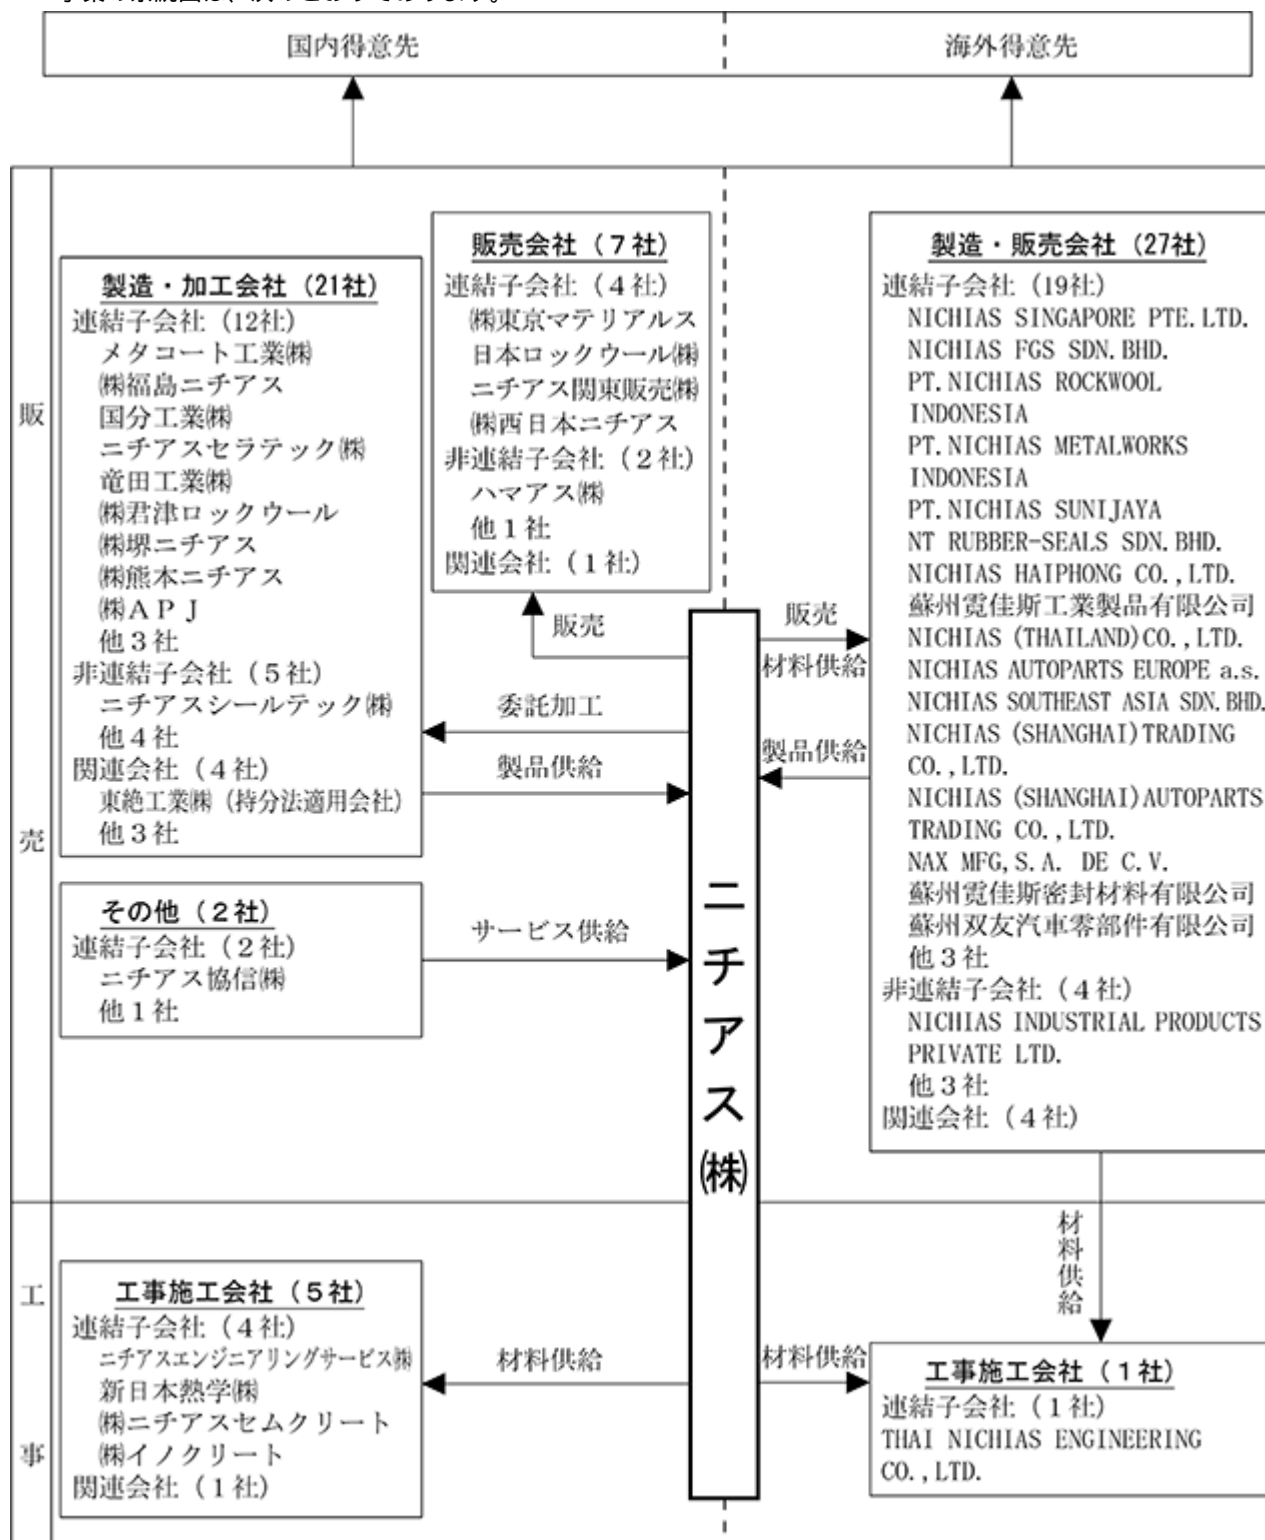 国内得意先
海外得意先
販売
製造・加工会社（21社）
連結子会社（12社）
メタコート工業㈱
㈱福島ニチアス
国分工業㈱
ニチアスセラテック㈱
竜田工業㈱
㈱君津ロックウール
㈱堺ニチアス
㈱熊本ニチアス
㈱ＡＰＪ
他３社
非連結子会社（５社）
ニチアスシールテック㈱
他４社
関連会社（４社）
東絶工業㈱（持分法適用会社）
他３社
販売会社（７社）
連結子会社（４社）
㈱東京マテリアルス
日本ロックウール㈱
ニチアス関東販売㈱
㈱西日本ニチアス
非連結子会社（２社）
ハマアス㈱
他１社
関連会社（１社）
製造・販売会社（27社）
連結子会社（19社）
NICHIAS SINGAPORE PTE.LTD.
NICHIAS FGS SDN.BHD.
PT.NICHIAS ROCKWOOL
INDONESIA
PT.NICHIAS METALWORKS
INDONESIA
PT.NICHIAS SUNIJAYA
NT RUBBER-SEALS SDN.BHD.
NICHIAS HAIPHONG CO.,LTD.
蘇州霓佳斯工業製品有限公司
NICHIAS (THAILAND)CO.,LTD.
NICHIAS AUTOPARTS EUROPE a.s.
NICHIAS SOUTHEAST ASIA SDN.BHD.
NICHIAS (SHANGHAI)TRADING
CO.,LTD.
NICHIAS (SHANGHAI)AUTOPARTS
TRADING CO.,LTD.
NAX MFG,S.A. DE C.V.
蘇州霓佳斯密封材料有限公司
蘇州双友汽車零部件有限公司
他３社
非連結子会社（４社）
NICHIAS INDUSTRIAL PRODUCTS
PRIVATE LTD.
他３社
関連会社（４社）
販売
委託加工
製品供給
販売
材料供給
製品供給
その他（２社）
連結子会社（２社）
ニチアス協信㈱
他１社
サービス供給
ニチアス㈱
工事
工事施工会社（５社）
連結子会社（４社）
ニチアスエンジニアリングサービス㈱
新日本熱学㈱
㈱ニチアスセムクリート
㈱イノクリート
関連会社（１社）
材料供給
材料供給
材料供給
工事施工会社（１社）
連結子会社（１社）
THAI NICHIAS ENGINEERING
CO.,LTD.